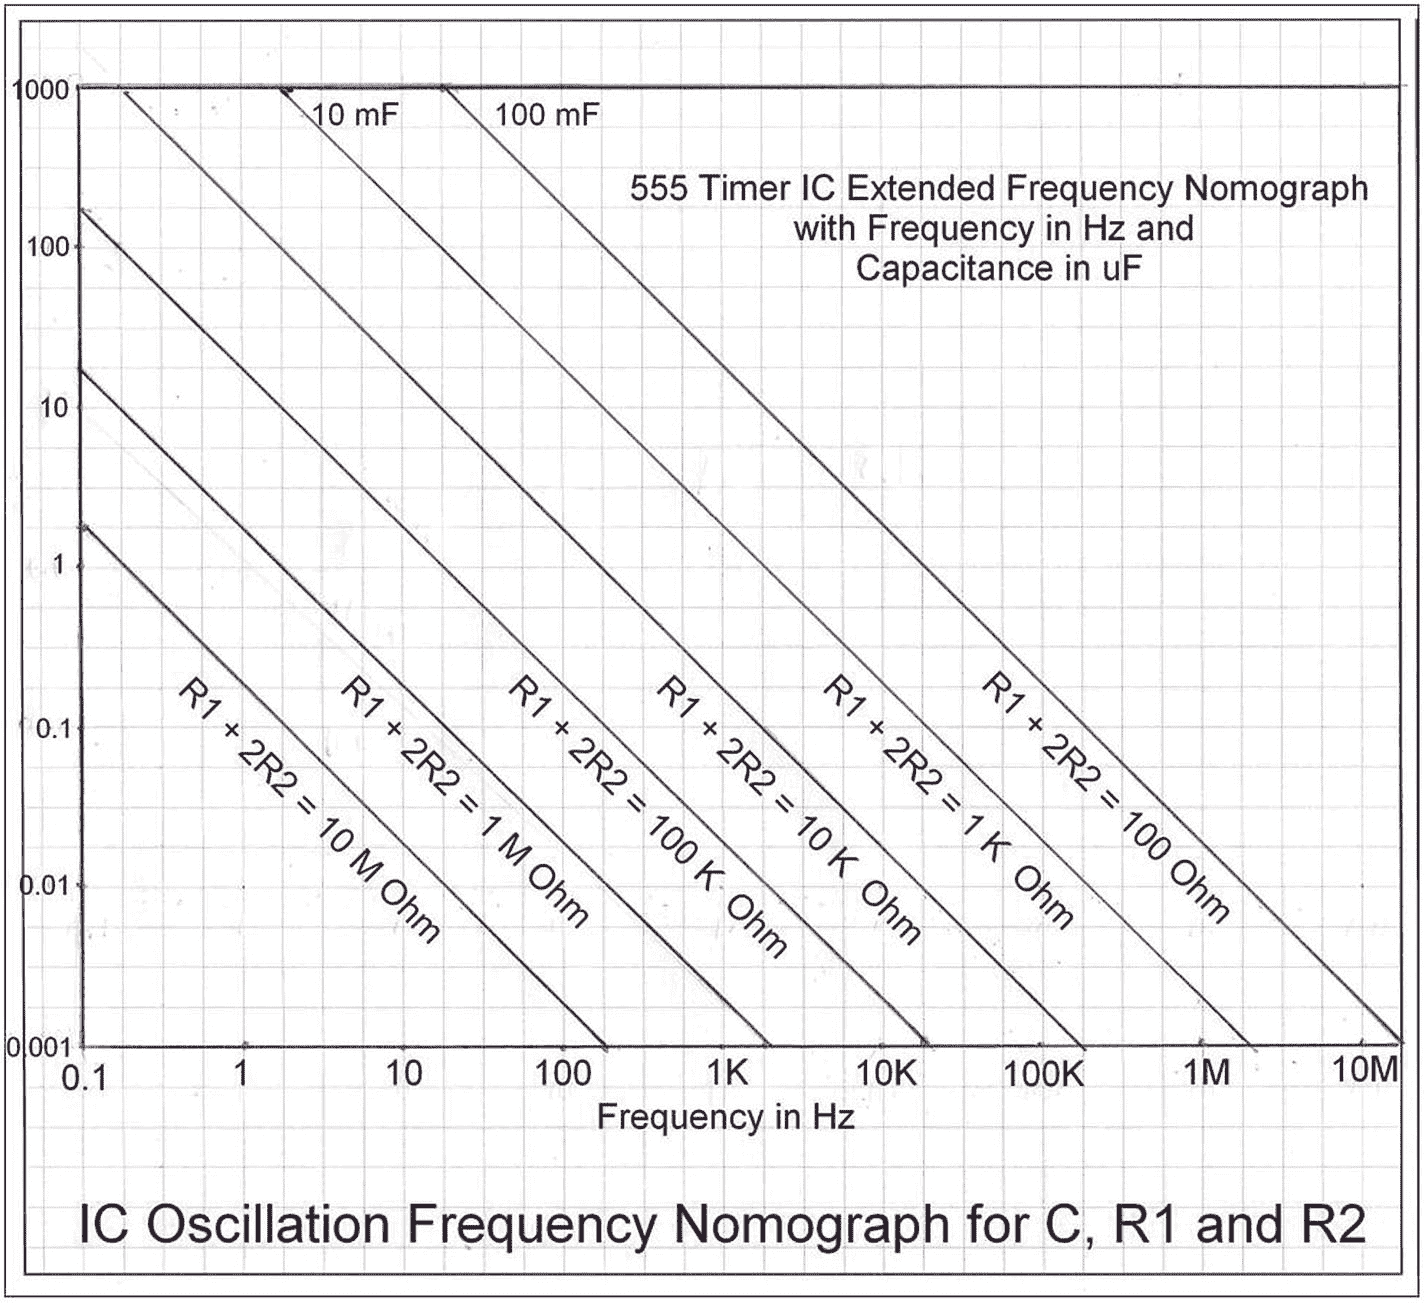 1000
10 mF
100 mF
555 Timer IC Extended Frequency Nomograph
with Frequency in Hz and
Capacitance in uF
100
10
1
0.1
0.01
0.001
R1 + 2R2 = 10 M Ohm
R1 + 2R2 = 1 M Ohm
R1 + 2R2 = 100 K Ohm
R1 + 2R2 = 10 K Ohm
R1 + 2R2 = 1 K Ohm
R1 + 2R2 = 100 Ohm
0.1 1 10 100 1K 10K 100K 1M 10M
Frequency in Hz
IC Oscillation Frequency Nomograph for C, R1 and R2